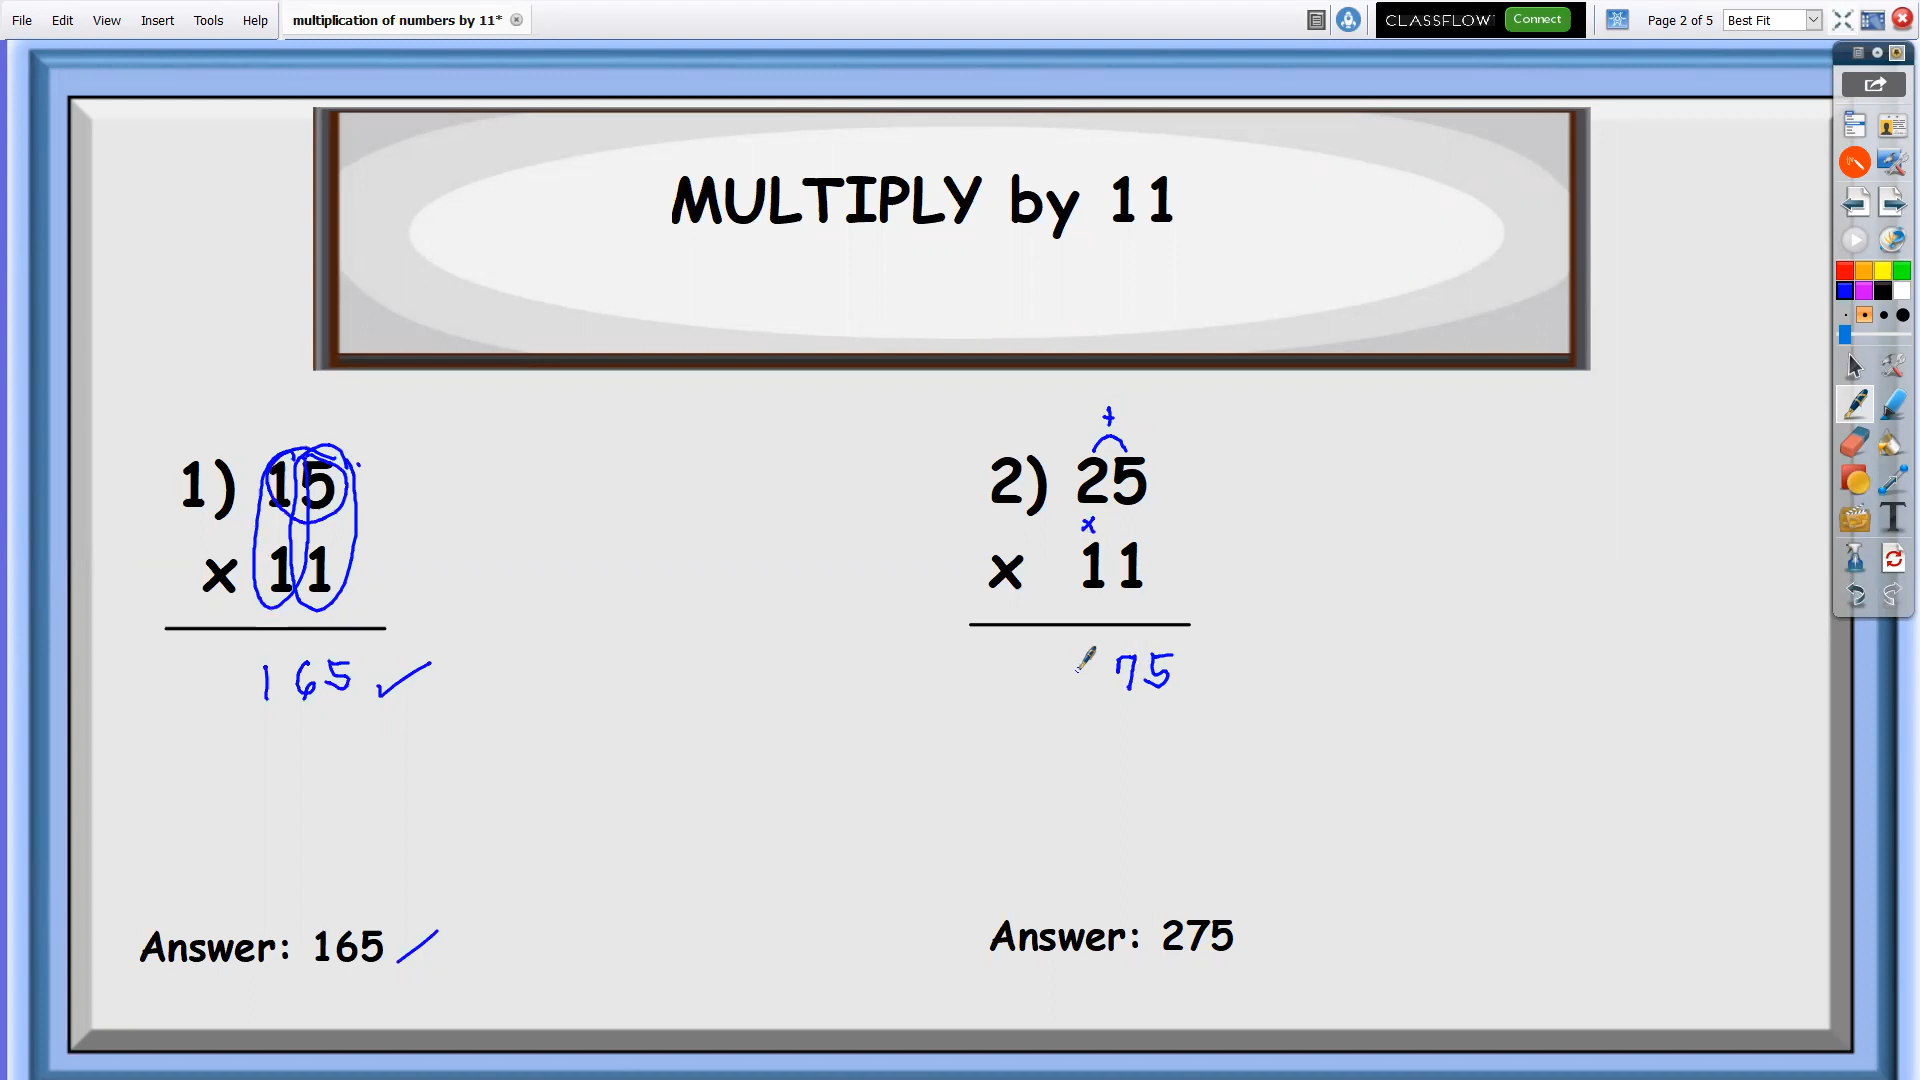 File Edit View Insert Tools Help multiplication of numbers by 11* CLASSFLOW Connect Page 2 of 5 Best Fit
MULTIPLY by 11
1) 15
x 11
165
Answer: 165
+
2) 25
x
x 11
75
Answer: 275
T